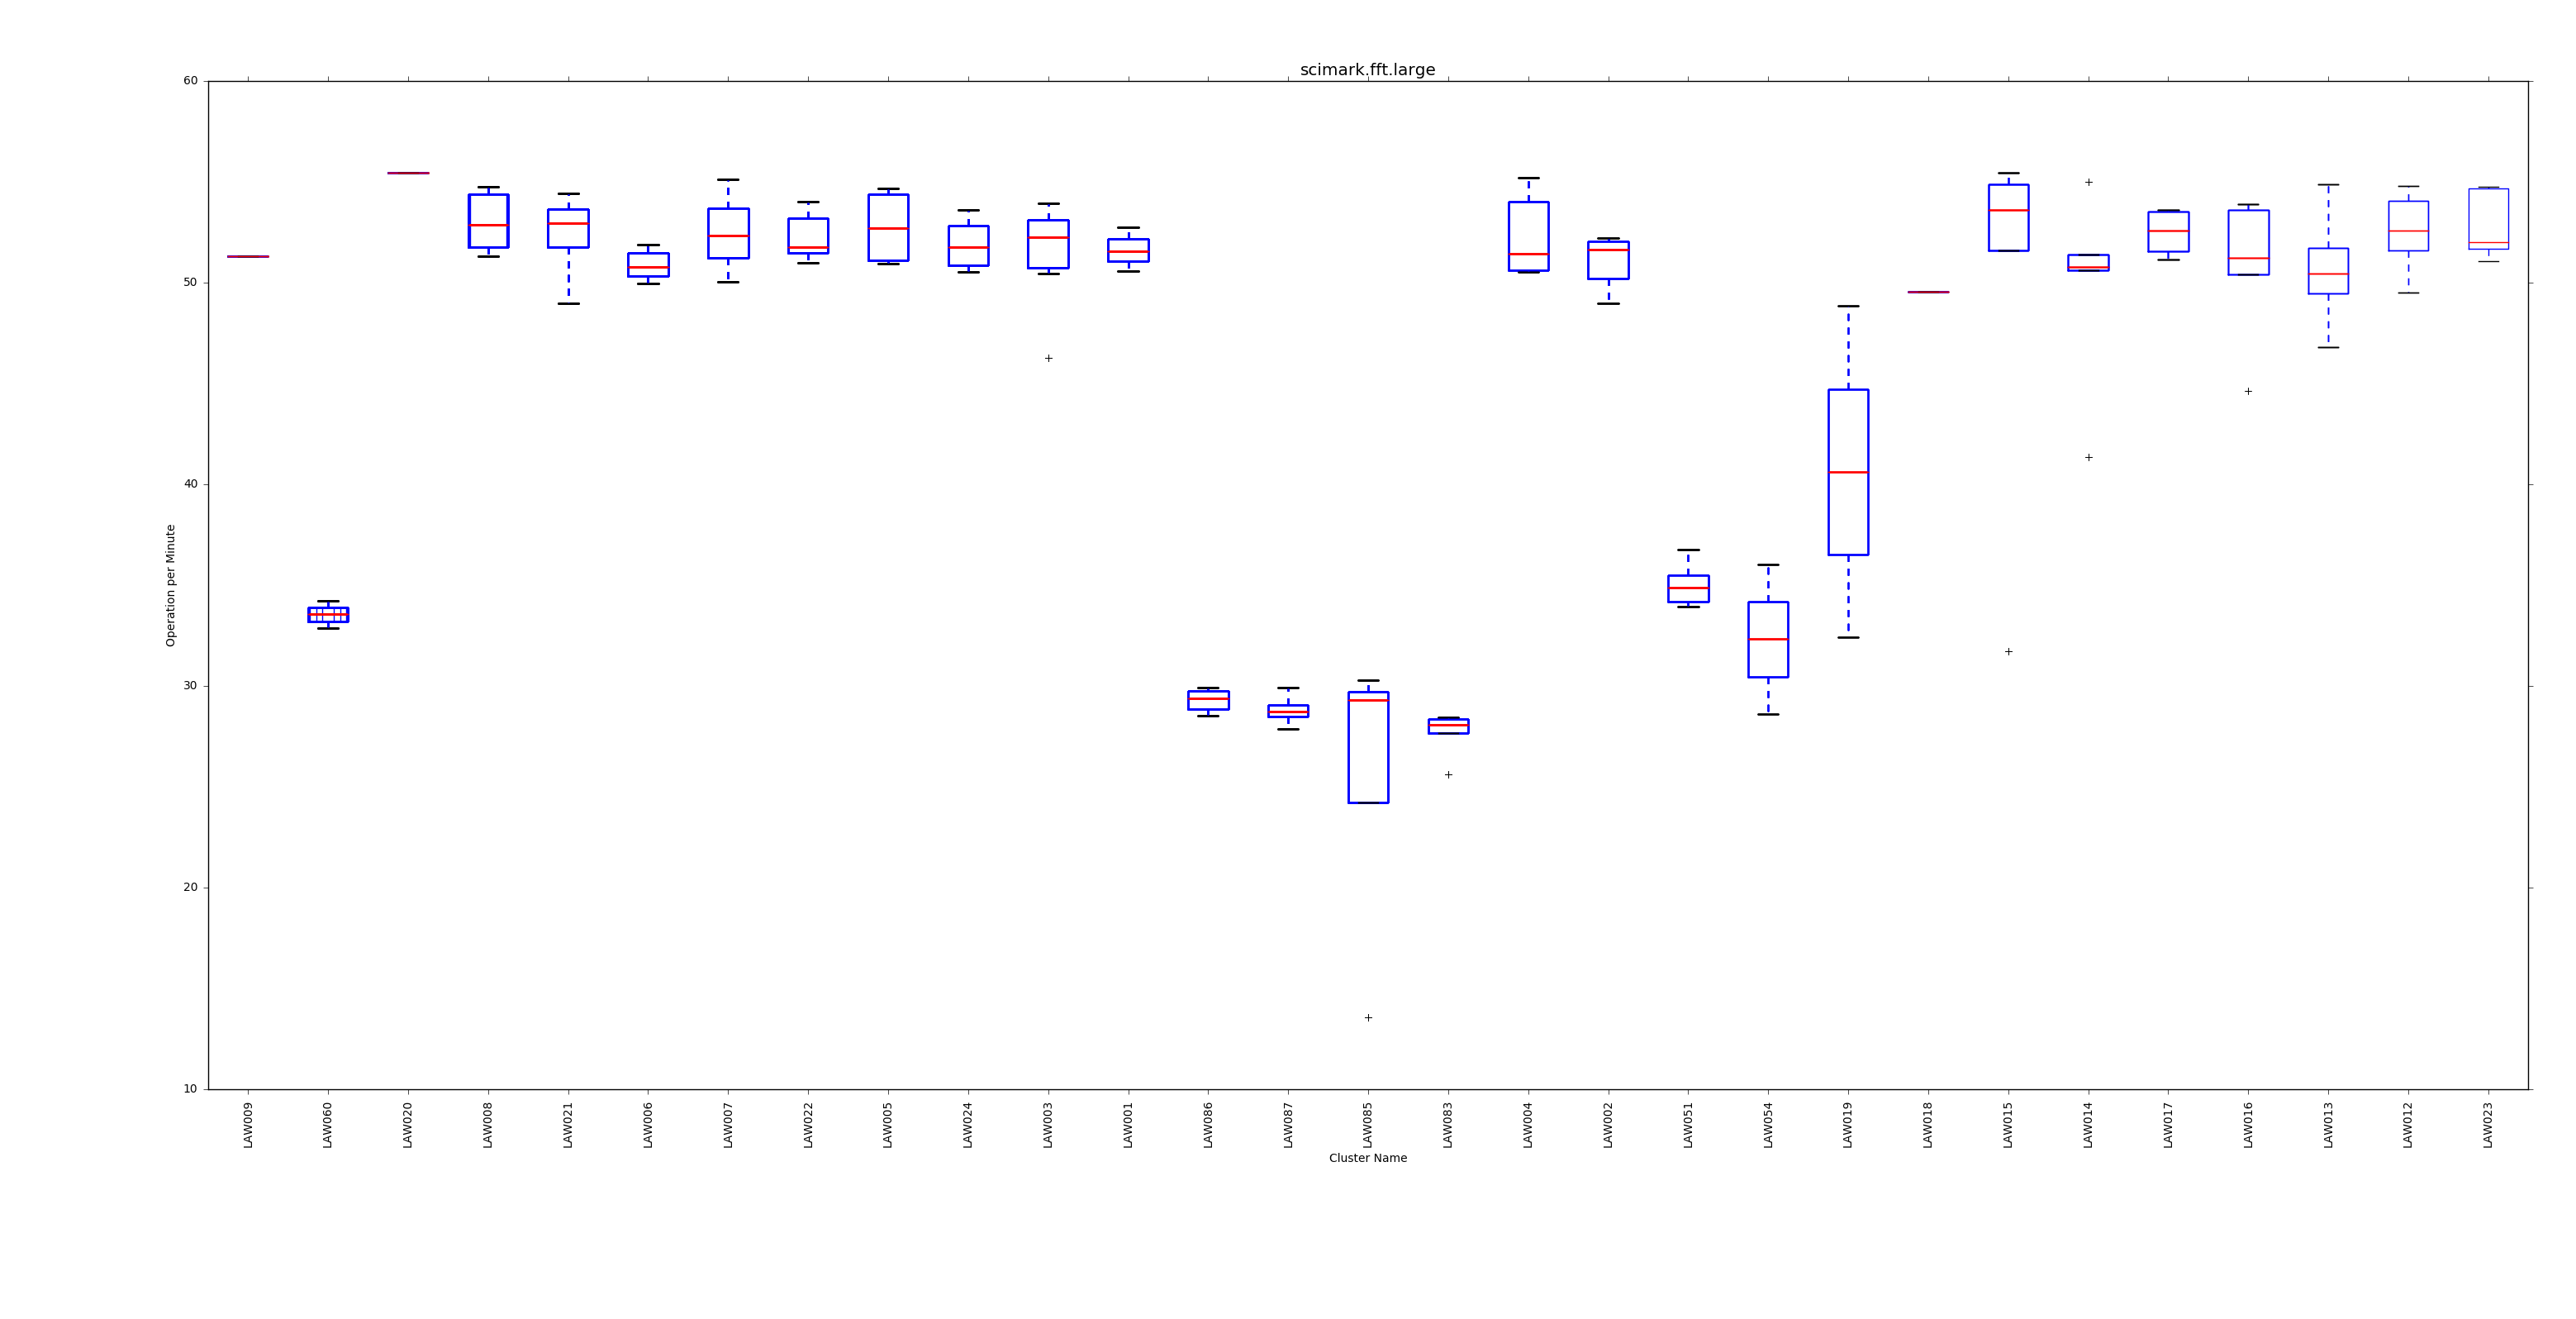 scimark.fft.large
60
50
40
30
20
10
Operation per Minute
LAW009
LAW060
LAW020
LAW008
LAW021
LAW006
LAW007
LAW022
LAW005
LAW024
LAW003
LAW001
LAW086
LAW087
LAW085
LAW083
LAW004
LAW002
LAW051
LAW054
LAW019
LAW018
LAW015
LAW014
LAW017
LAW016
LAW013
LAW012
LAW023
Cluster Name